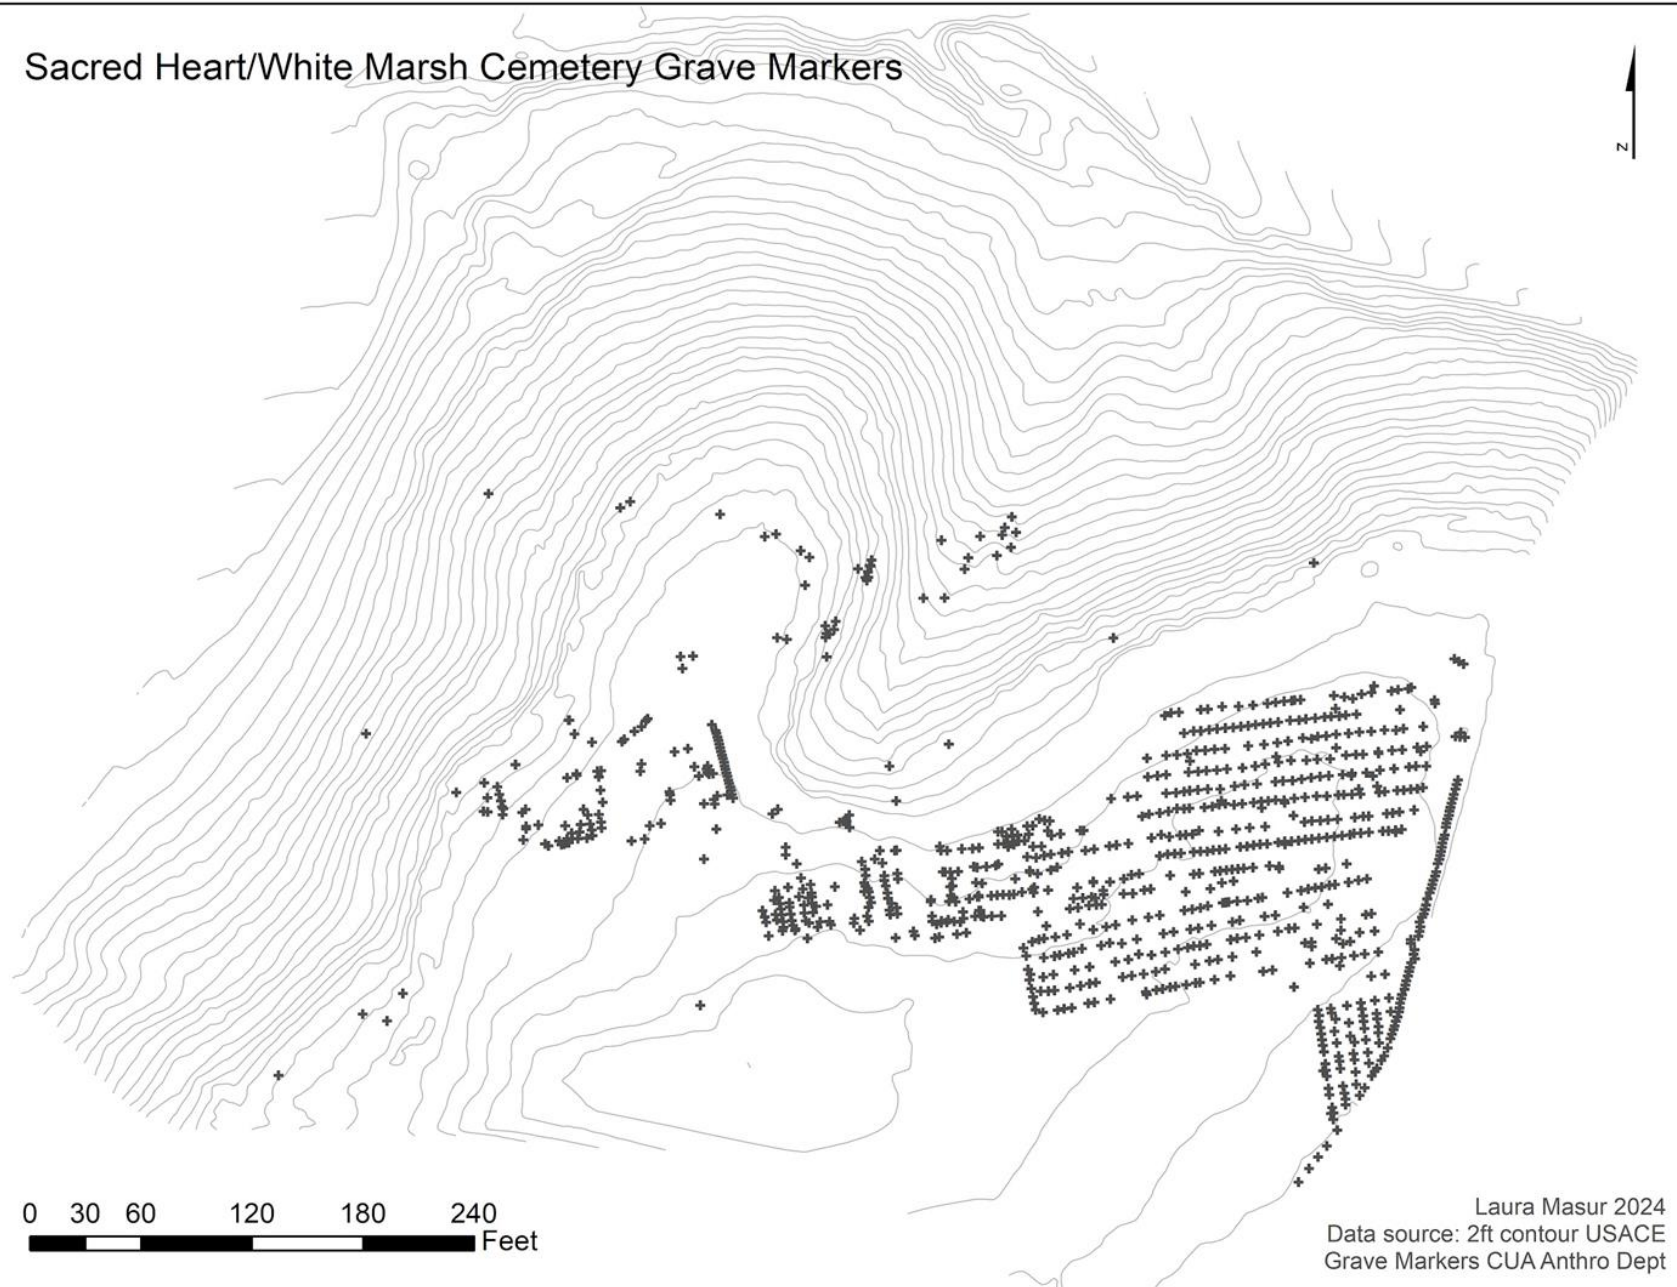 Sacred Heart/White Marsh Cemetery Grave Markers
N
0 30 60 120 180 240
Feet
Laura Masur 2024
Data source: 2ft contour USACE
Grave Markers CUA Anthro Dept